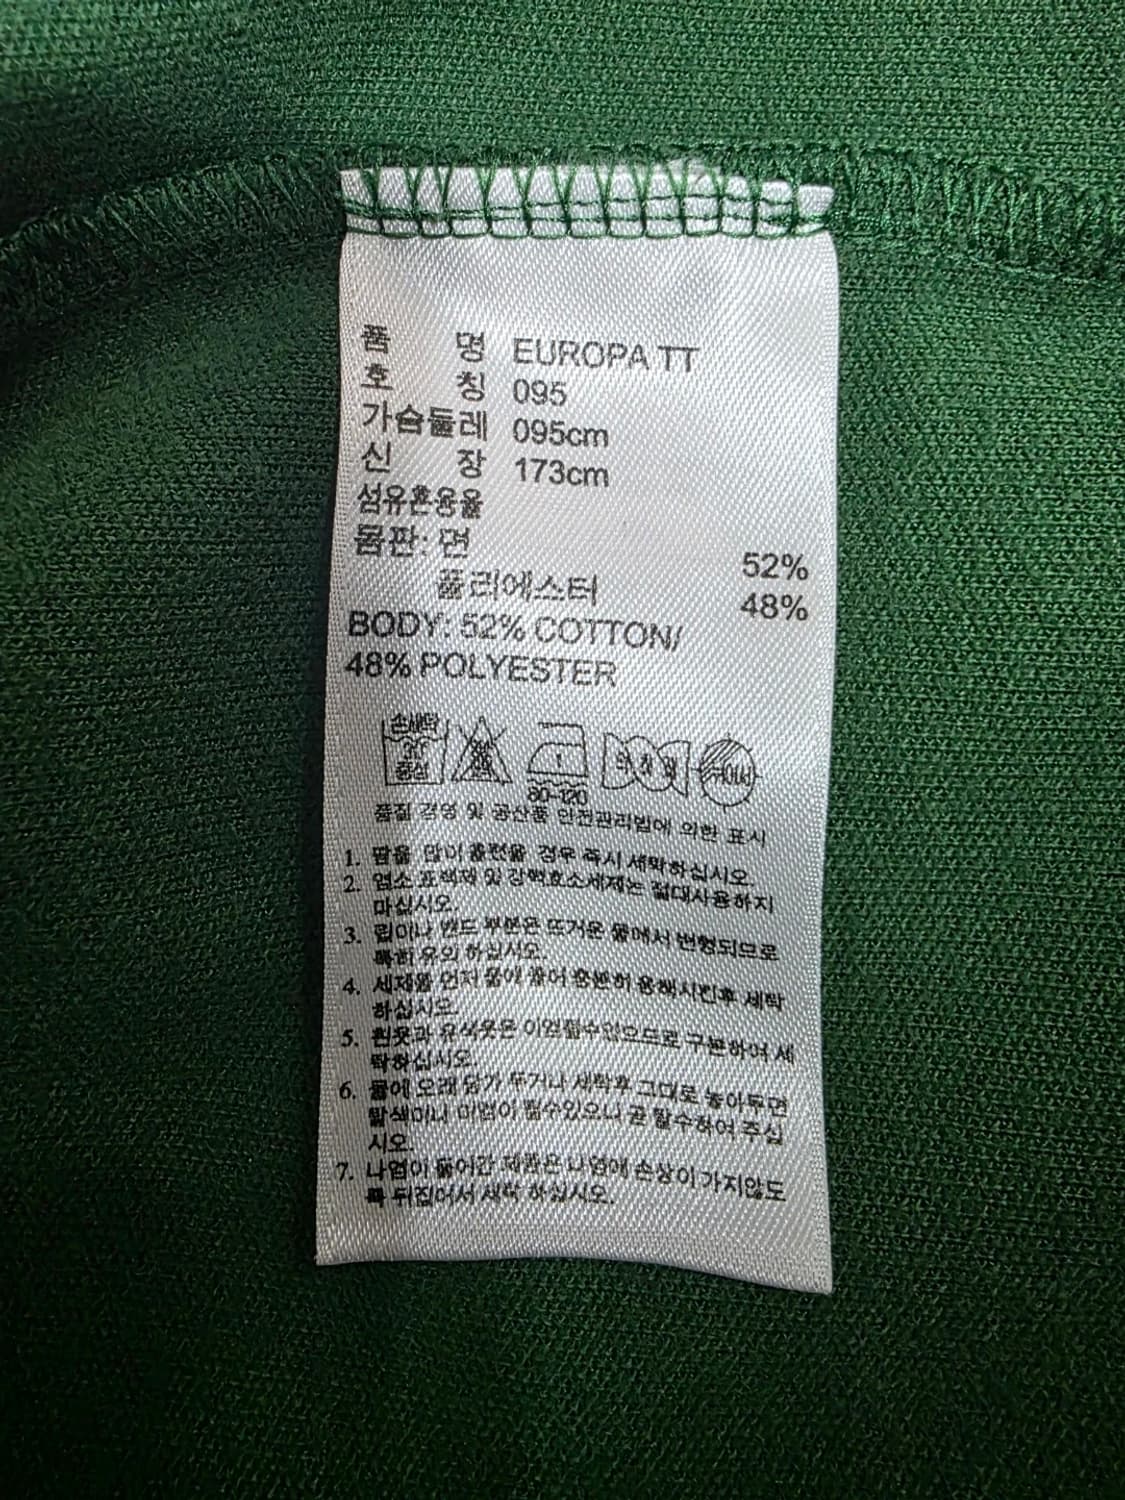 품 명 EUROPA TT
호 칭 095
가슴둘레 095cm
신 장 173cm
섬유혼용율
몸판: 면 52%
폴리에스터 48%
BODY: 52% COTTON/
48% POLYESTER
손세탁
30°
중성
80-120
품질 경영 및 공산품 안전관리법에 의한 표시
1. 땀을 많이 흘렸을 경우 즉시 세탁하십시오.
2. 염소 표백제 및 강력효소세제는 절대사용하지
마십시오.
3. 립이나 밴드 부분은 뜨거운 물에서 변형되므로
특히 유의 하십시오.
4. 세제를 먼저 물에 풀어 충분히 용해시킨후 세탁
하십시오.
5. 흰옷과 유색옷은 이염될수있으므로 구분하여 세
탁하십시오.
6. 물에 오래 담가 두거나 세탁후 그대로 놓아두면
탈색이나 이염이 될수있으니 곧 탈수하여 주십
시오.
7. 나염이 들어간 제품은 나염에 손상이 가지않도
록 뒤집어서 세탁 하십시오.